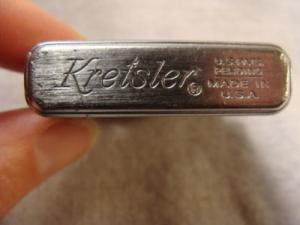 Kreisler®
U.S. PATS.
PENDING
MADE IN
U.S.A.